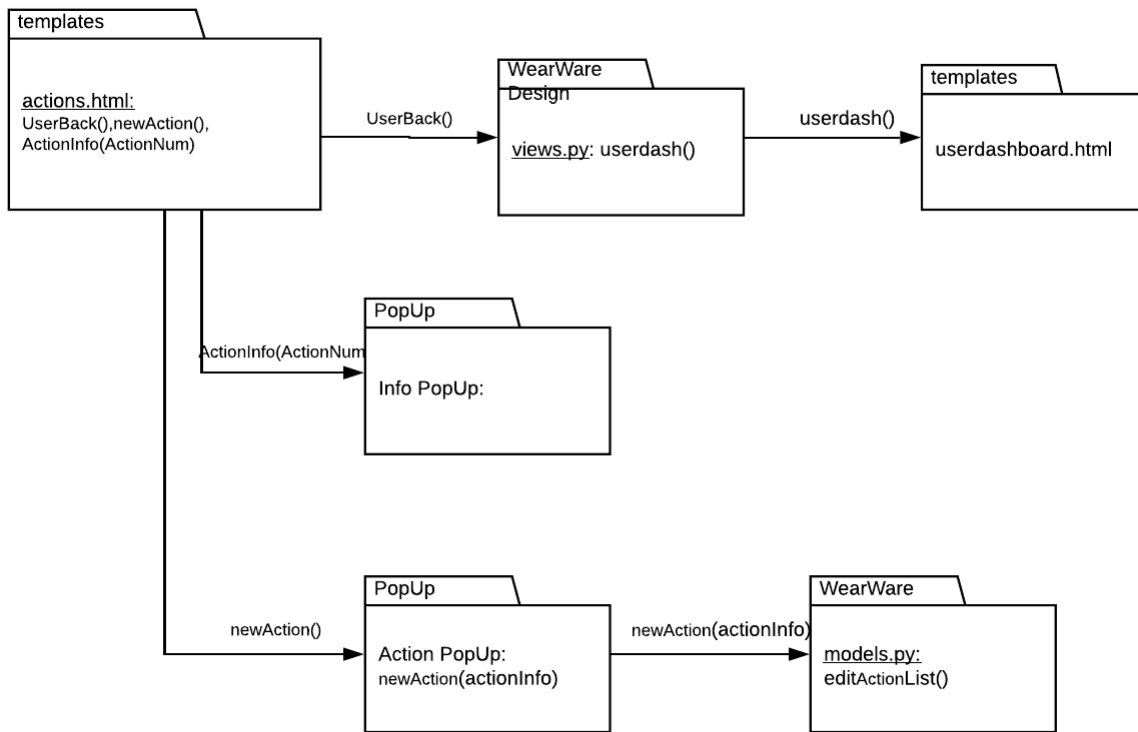 templates
actions.html:
UserBack(),newAction(),
ActionInfo(ActionNum)
UserBack()
WearWare
Design
views.py: userdash()
userdash()
templates
userdashboard.html
ActionInfo(ActionNum
PopUp
Info PopUp:
newAction()
PopUp
Action PopUp:
newAction(actionInfo)
newAction(actionInfo)
WearWare
models.py:
editActionList()